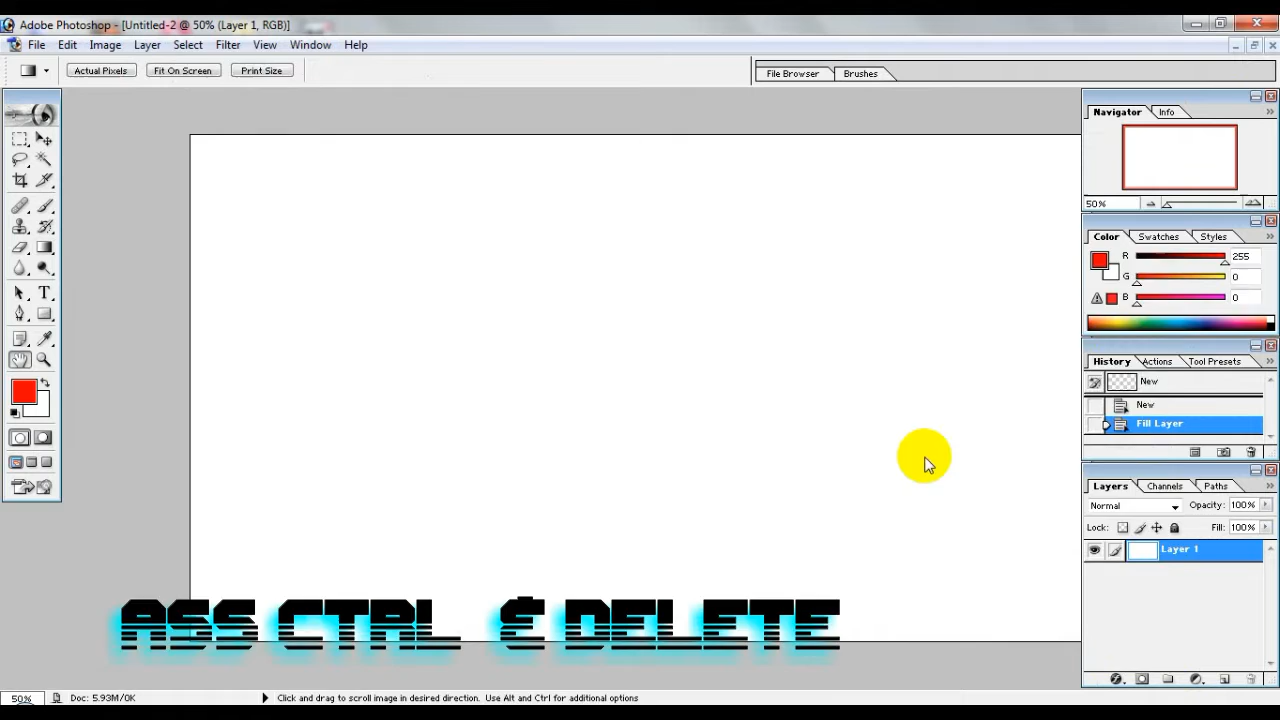 Adobe Photoshop - [Untitled-2 @ 50% (Layer 1, RGB)]
File Edit Image Layer Select Filter View Window Help
Actual Pixels Fit On Screen Print Size File Browser Brushes
Navigator Info
50%
Color Swatches Styles
R 255
G 0
B 0
History Actions Tool Presets
New
New
Fill Layer
Layers Channels Paths
Normal Opacity: 100%
Lock: Fill: 100%
Layer 1
ASS CTRL & DELETE
50% Doc: 5.93M/0K Click and drag to scroll image in desired direction. Use Alt and Ctrl for additional options